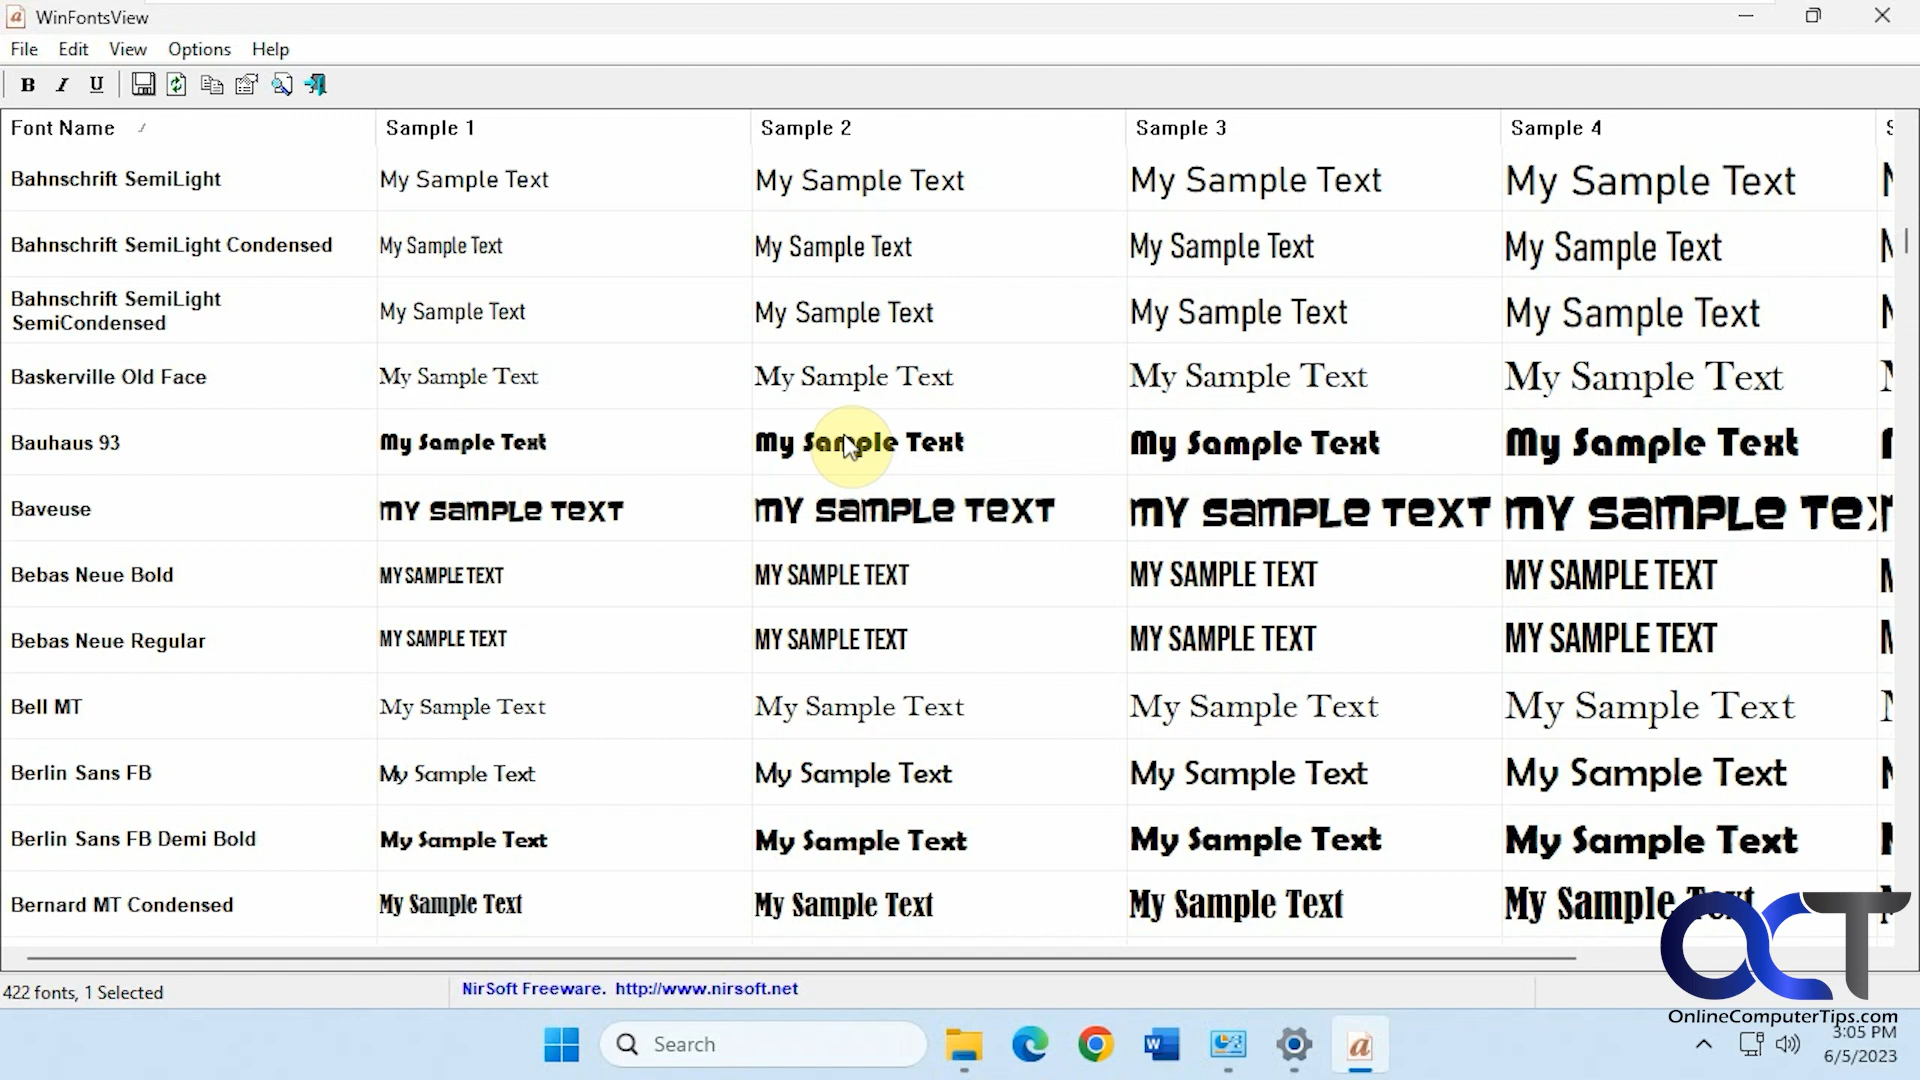 WinFontsView
File Edit View Options Help
B I U
Font Name Sample 1 Sample 2 Sample 3 Sample 4
Bahnschrift SemiLight My Sample Text My Sample Text My Sample Text My Sample Text
Bahnschrift SemiLight Condensed My Sample Text My Sample Text My Sample Text My Sample Text
Bahnschrift SemiLight
SemiCondensed My Sample Text My Sample Text My Sample Text My Sample Text
Baskerville Old Face My Sample Text My Sample Text My Sample Text My Sample Text
Bauhaus 93 My Sample Text My Sample Text My Sample Text My Sample Text
Baveuse MY SAMPLE TEXT MY SAMPLE TEXT MY SAMPLE TEXT MY SAMPLE TEX
Bebas Neue Bold MY SAMPLE TEXT MY SAMPLE TEXT MY SAMPLE TEXT MY SAMPLE TEXT
Bebas Neue Regular MY SAMPLE TEXT MY SAMPLE TEXT MY SAMPLE TEXT MY SAMPLE TEXT
Bell MT My Sample Text My Sample Text My Sample Text My Sample Text
Berlin Sans FB My Sample Text My Sample Text My Sample Text My Sample Text
Berlin Sans FB Demi Bold My Sample Text My Sample Text My Sample Text My Sample Text
Bernard MT Condensed My Sample Text My Sample Text My Sample Text My Sample Text
OCT
422 fonts, 1 Selected NirSoft Freeware. http://www.nirsoft.net
OnlineComputerTips.com
Search
3:05 PM
6/5/2023